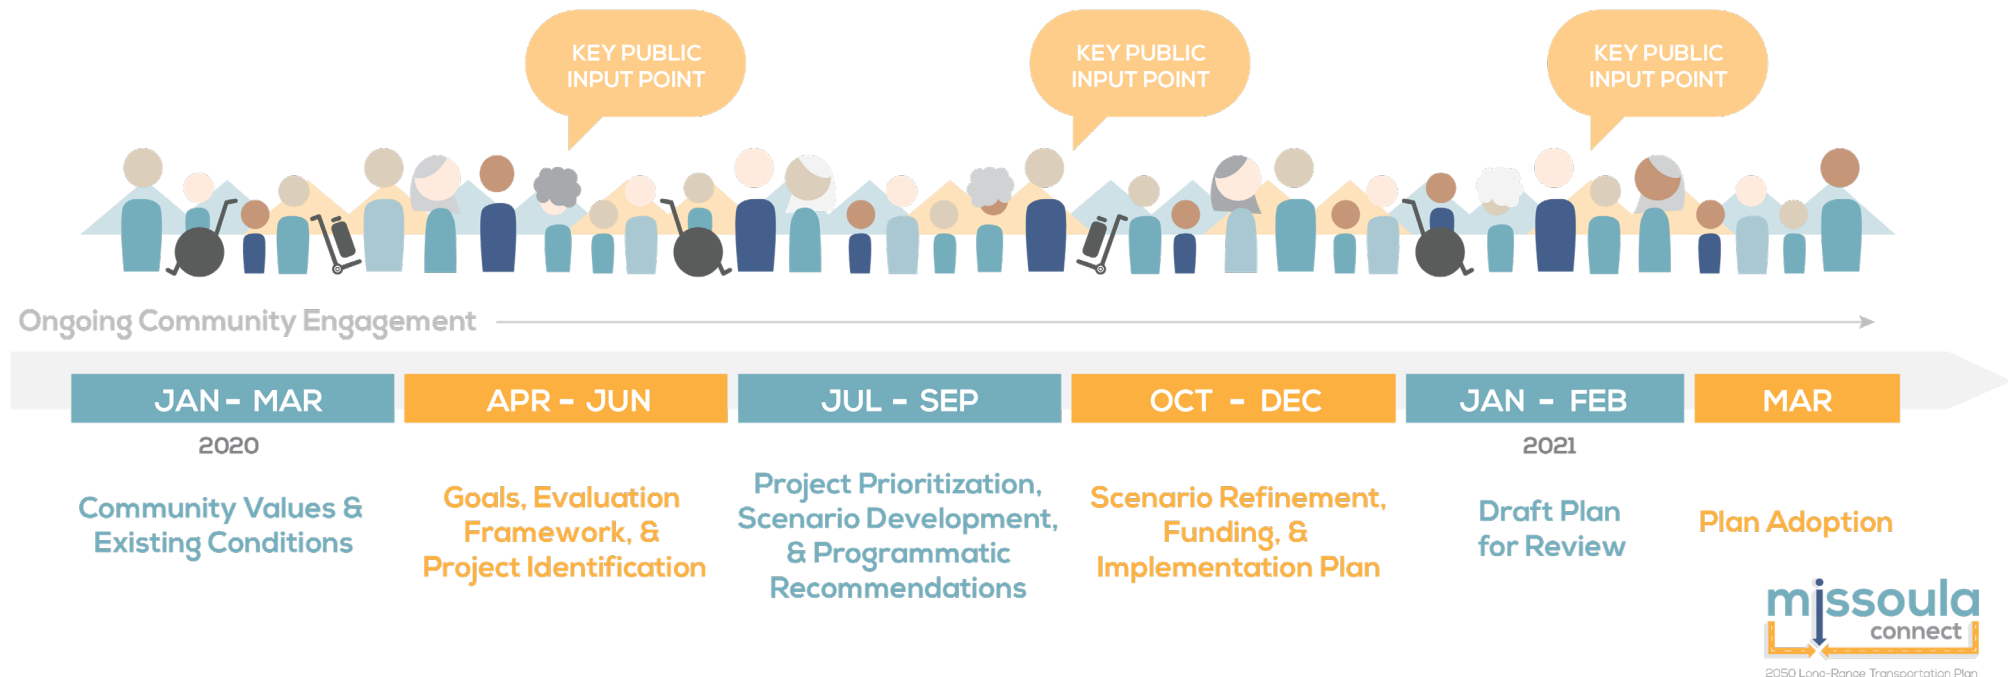 KEY PUBLIC
INPUT POINT
KEY PUBLIC
INPUT POINT
KEY PUBLIC
INPUT POINT
Ongoing Community Engagement
JAN - MAR
APR - JUN
JUL - SEP
OCT - DEC
JAN - FEB
MAR
2020
2021
Community Values &
Existing Conditions
Goals, Evaluation
Framework, &
Project Identification
Project Prioritization,
Scenario Development,
& Programmatic
Recommendations
Scenario Refinement,
Funding, &
Implementation Plan
Draft Plan
for Review
Plan Adoption
missoula
connect
2050 Long-Range Transportation Plan